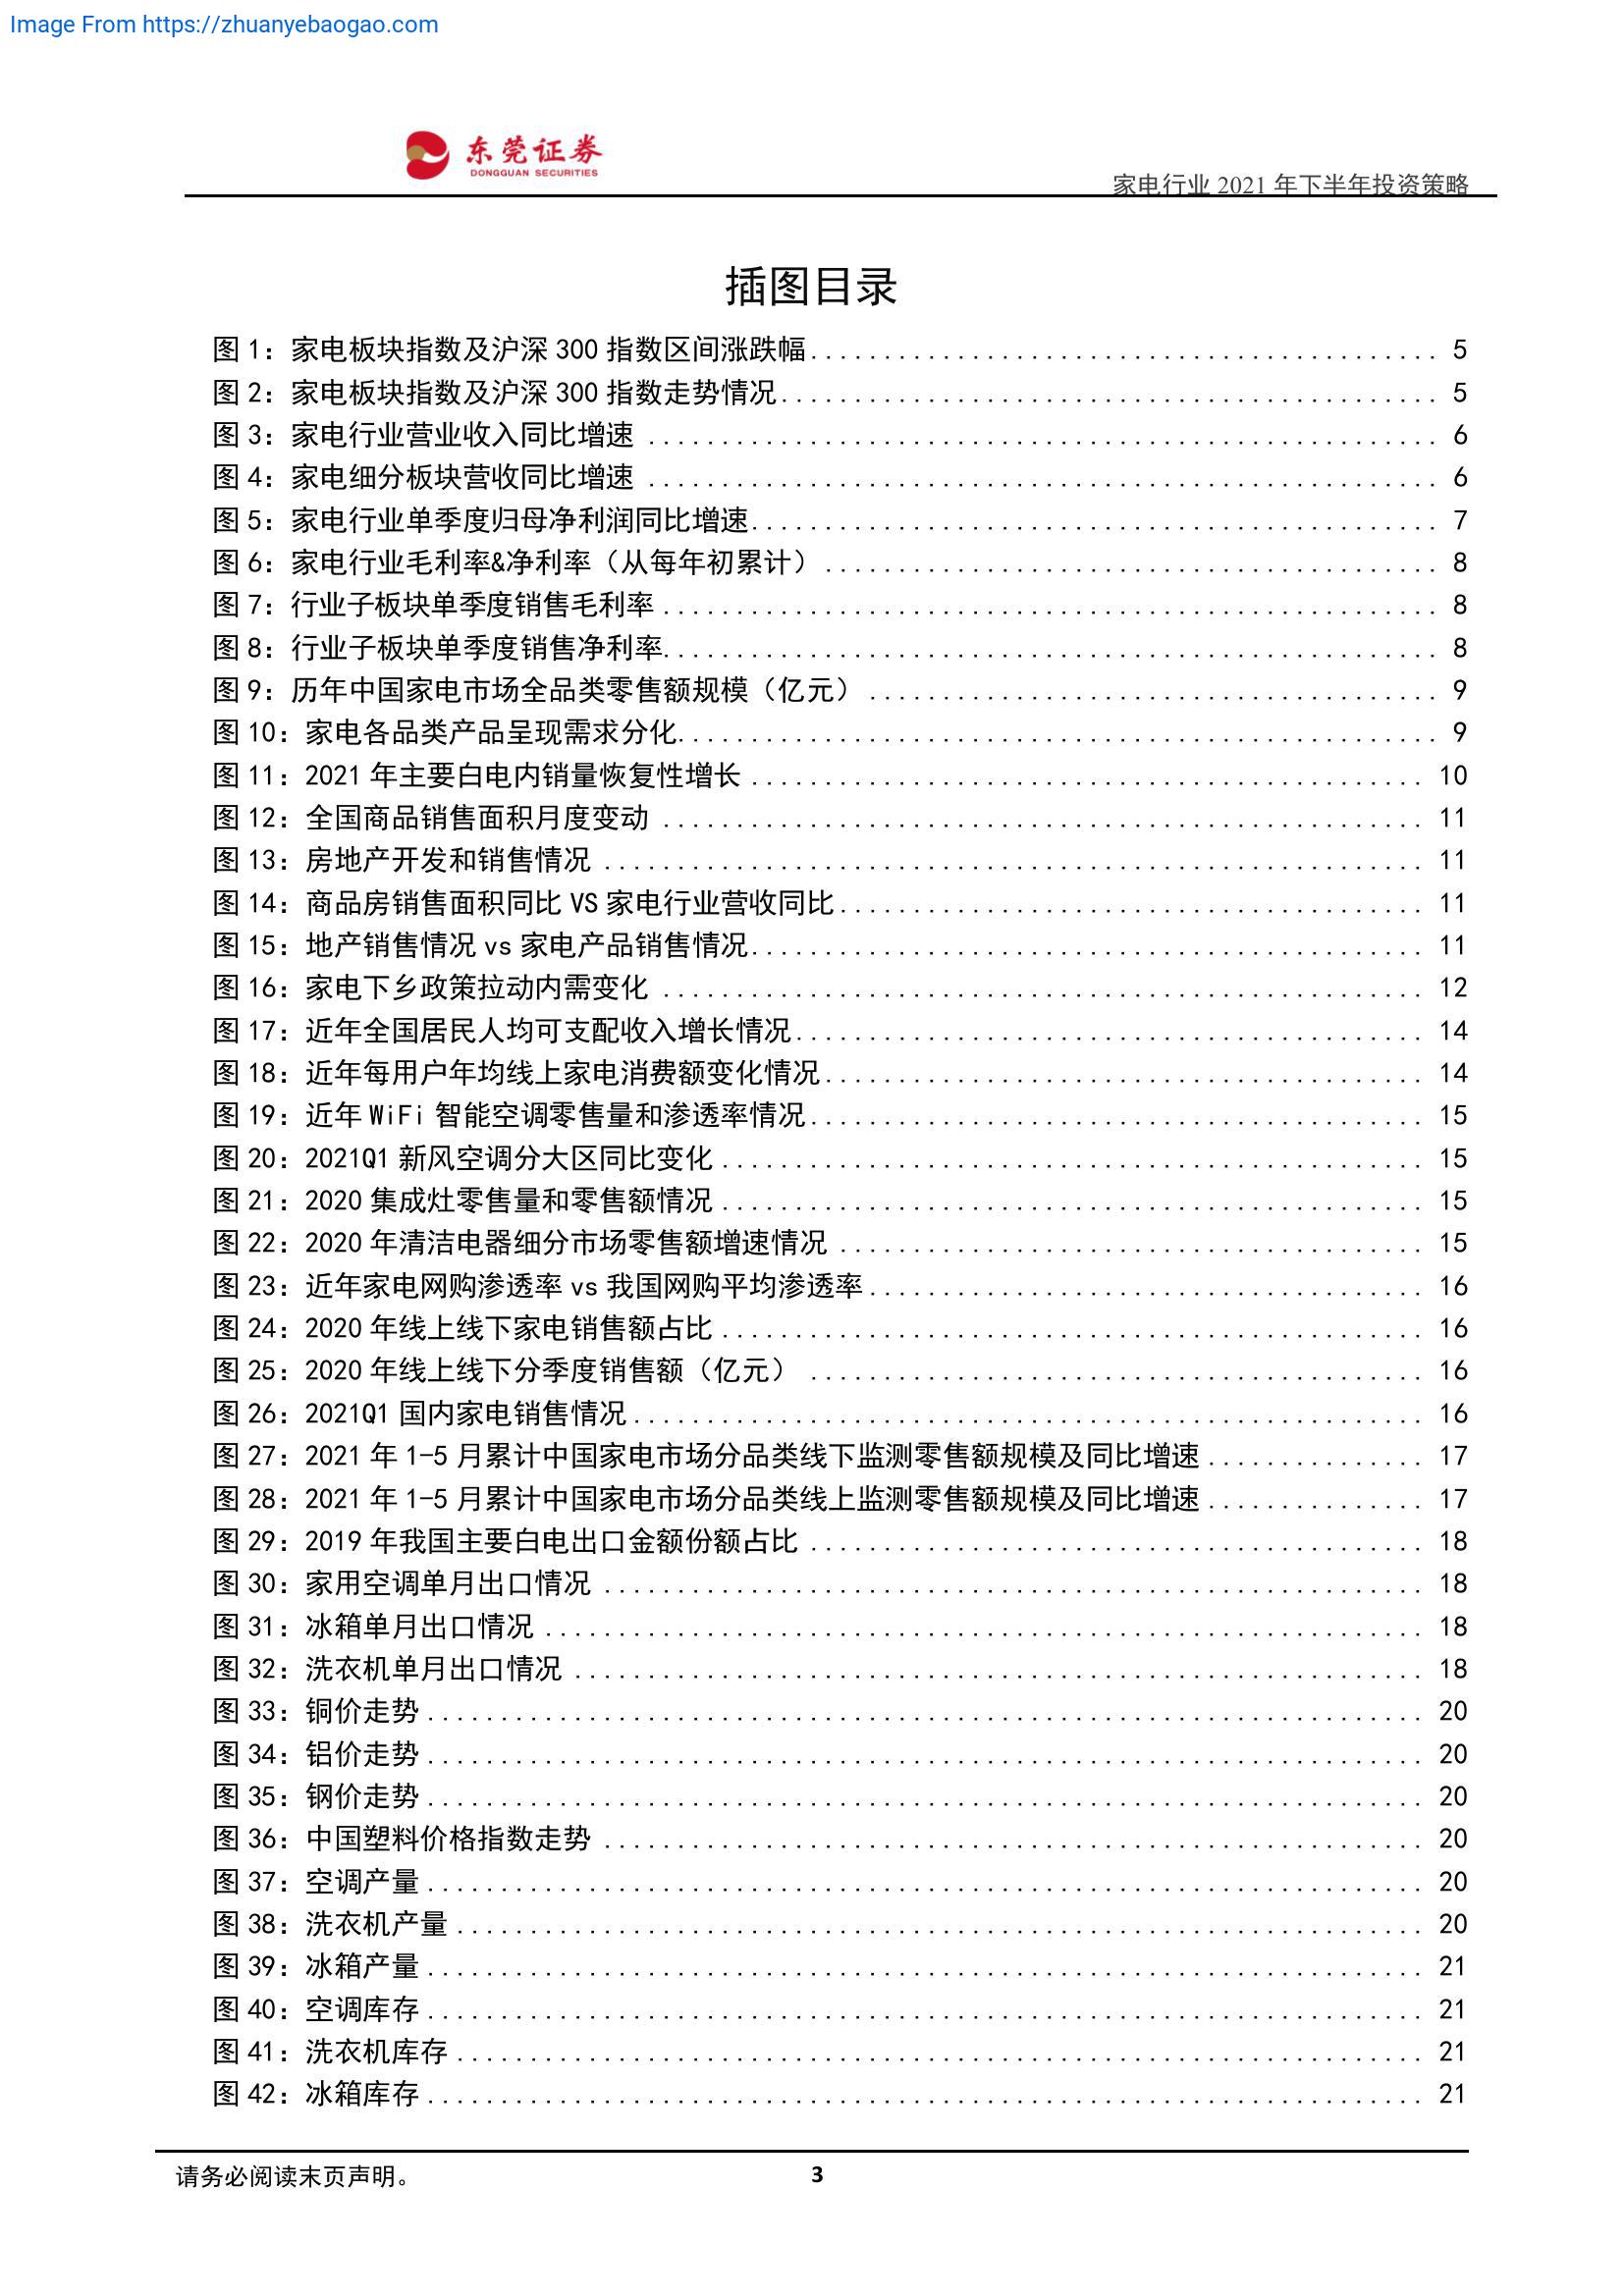 Image From https://zhuanyebaogao.com
东莞证券
DONGGUAN SECURITIES
家电行业 2021 年下半年投资策略
插图目录
图 1：家电板块指数及沪深 300 指数区间涨跌幅 5
图 2：家电板块指数及沪深 300 指数走势情况 5
图 3：家电行业营业收入同比增速 6
图 4：家电细分板块营收同比增速 6
图 5：家电行业单季度归母净利润同比增速 7
图 6：家电行业毛利率&净利率（从每年初累计） 8
图 7：行业子板块单季度销售毛利率 8
图 8：行业子板块单季度销售净利率 8
图 9：历年中国家电市场全品类零售额规模（亿元） 9
图 10：家电各品类产品呈现需求分化 9
图 11：2021 年主要白电内销量恢复性增长 10
图 12：全国商品销售面积月度变动 11
图 13：房地产开发和销售情况 11
图 14：商品房销售面积同比 VS 家电行业营收同比 11
图 15：地产销售情况 vs 家电产品销售情况 11
图 16：家电下乡政策拉动内需变化 12
图 17：近年全国居民人均可支配收入增长情况 14
图 18：近年每用户年均线上家电消费额变化情况 14
图 19：近年 WiFi 智能空调零售量和渗透率情况 15
图 20：2021Q1 新风空调分大区同比变化 15
图 21：2020 集成灶零售量和零售额情况 15
图 22：2020 年清洁电器细分市场零售额增速情况 15
图 23：近年家电网购渗透率 vs 我国网购平均渗透率 16
图 24：2020 年线上线下家电销售额占比 16
图 25：2020 年线上线下分季度销售额（亿元） 16
图 26：2021Q1 国内家电销售情况 16
图 27：2021 年 1-5 月累计中国家电市场分品类线下监测零售额规模及同比增速 17
图 28：2021 年 1-5 月累计中国家电市场分品类线上监测零售额规模及同比增速 17
图 29：2019 年我国主要白电出口金额份额占比 18
图 30：家用空调单月出口情况 18
图 31：冰箱单月出口情况 18
图 32：洗衣机单月出口情况 18
图 33：铜价走势 20
图 34：铝价走势 20
图 35：钢价走势 20
图 36：中国塑料价格指数走势 20
图 37：空调产量 20
图 38：洗衣机产量 20
图 39：冰箱产量 21
图 40：空调库存 21
图 41：洗衣机库存 21
图 42：冰箱库存 21
请务必阅读末页声明。
3